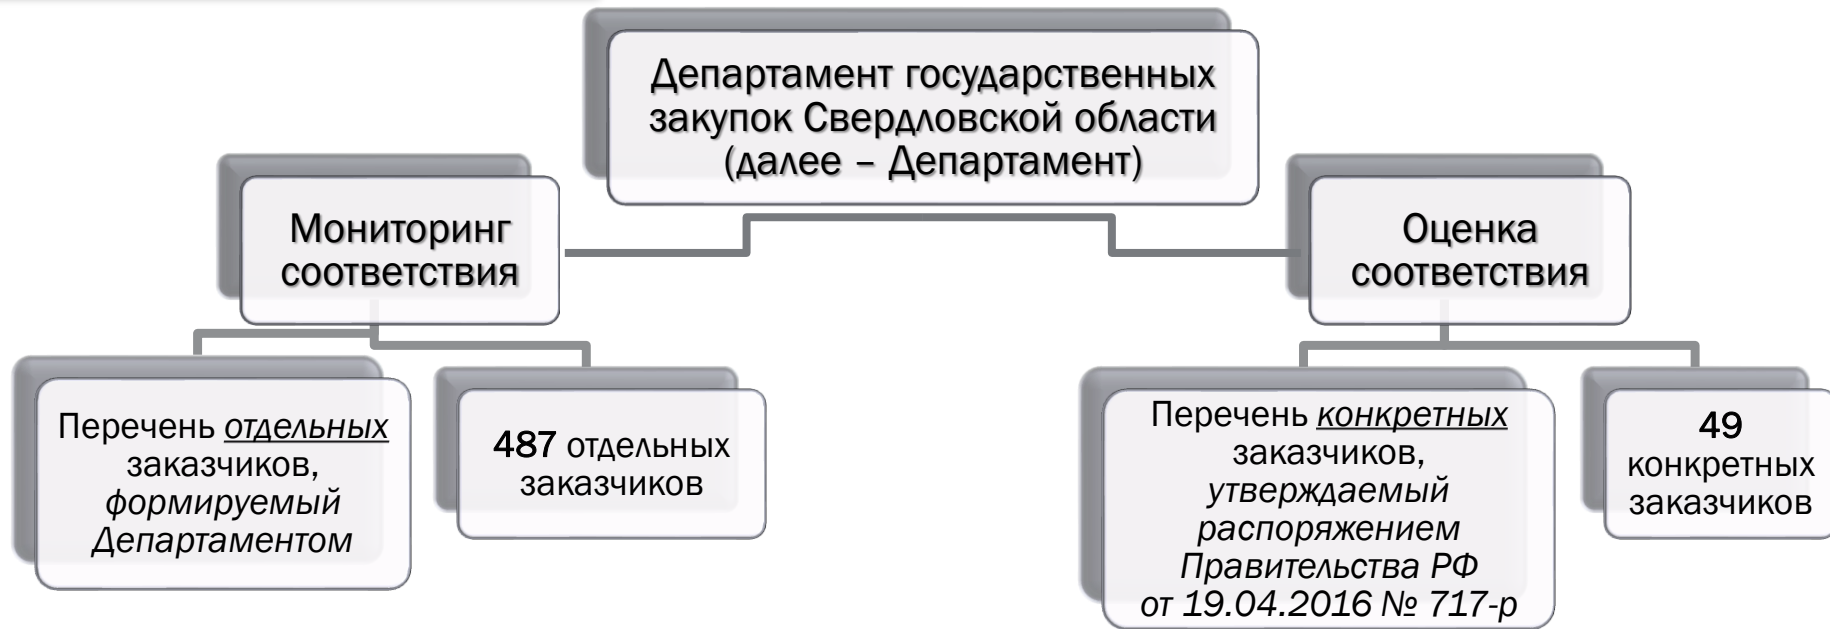 Департамент государственных
закупок Свердловской области
(далее – Департамент)
Мониторинг
соответствия
Оценка
соответствия
Перечень отдельных
заказчиков,
формируемый
Департаментом
487 отдельных
заказчиков
Перечень конкретных
заказчиков,
утверждаемый
распоряжением
Правительства РФ
от 19.04.2016 № 717-р
49
конкретных
заказчиков